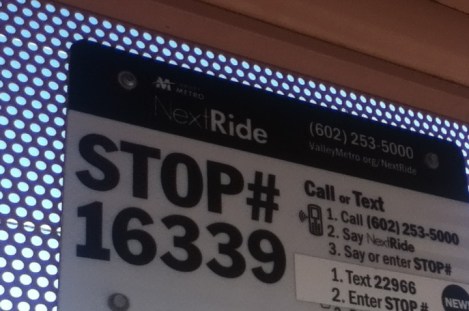 METRO
NextRide
(602) 253-5000
ValleyMetro.org/NextRide
STOP#
16339
Call or Text
1. Call (602) 253-5000
2. Say NextRide
3. Say or enter STOP#
1. Text 22966
2. Enter STOP #
NEW